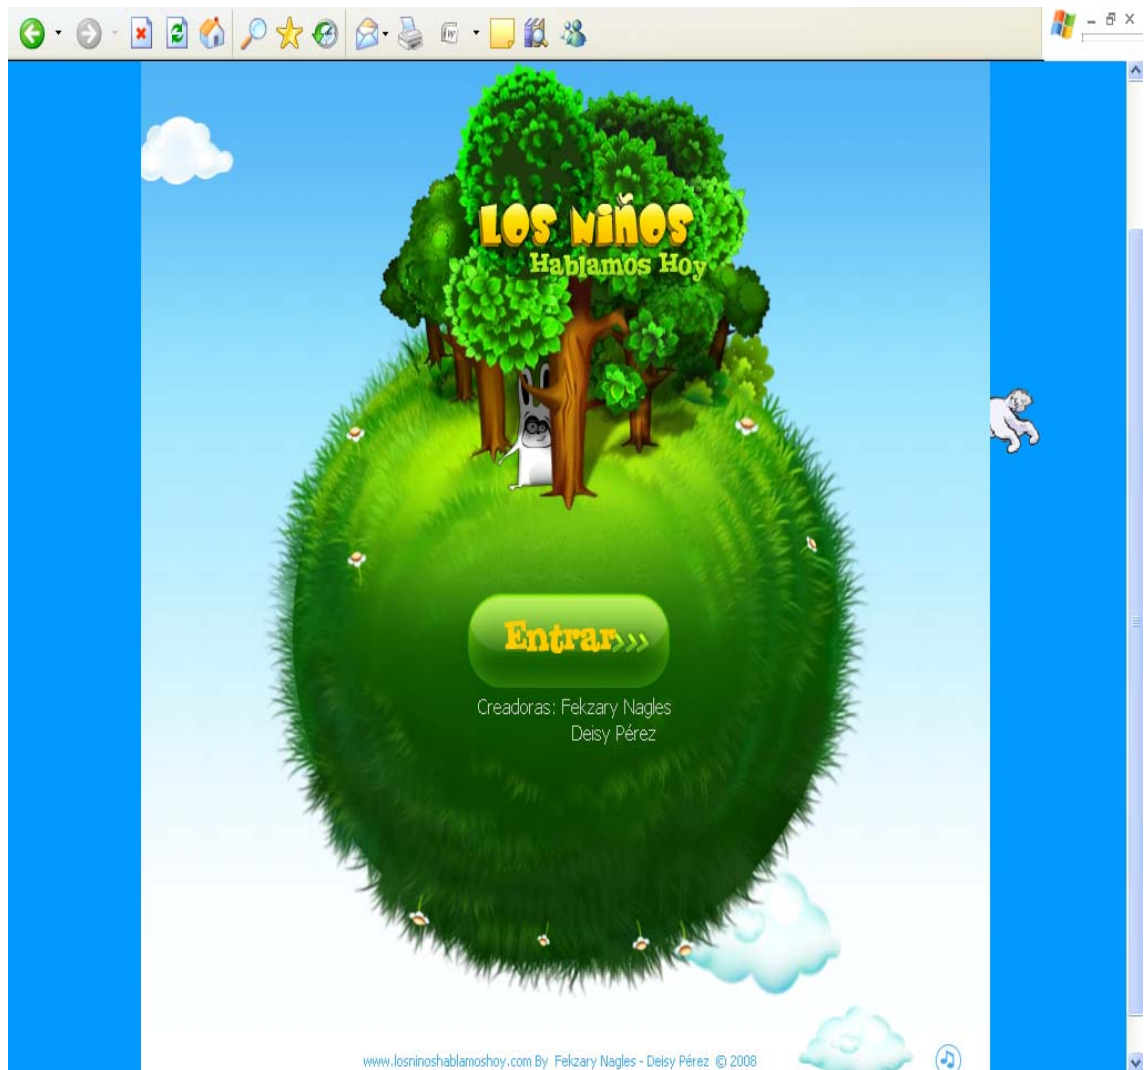 LOS NIÑOS
Hablamos Hoy
Entrar>>>
Creadoras: Fekzary Nagles
Deisy Pérez
www.losninoshablamoshoy.com By Fekzary Nagles - Deisy Pérez © 2008